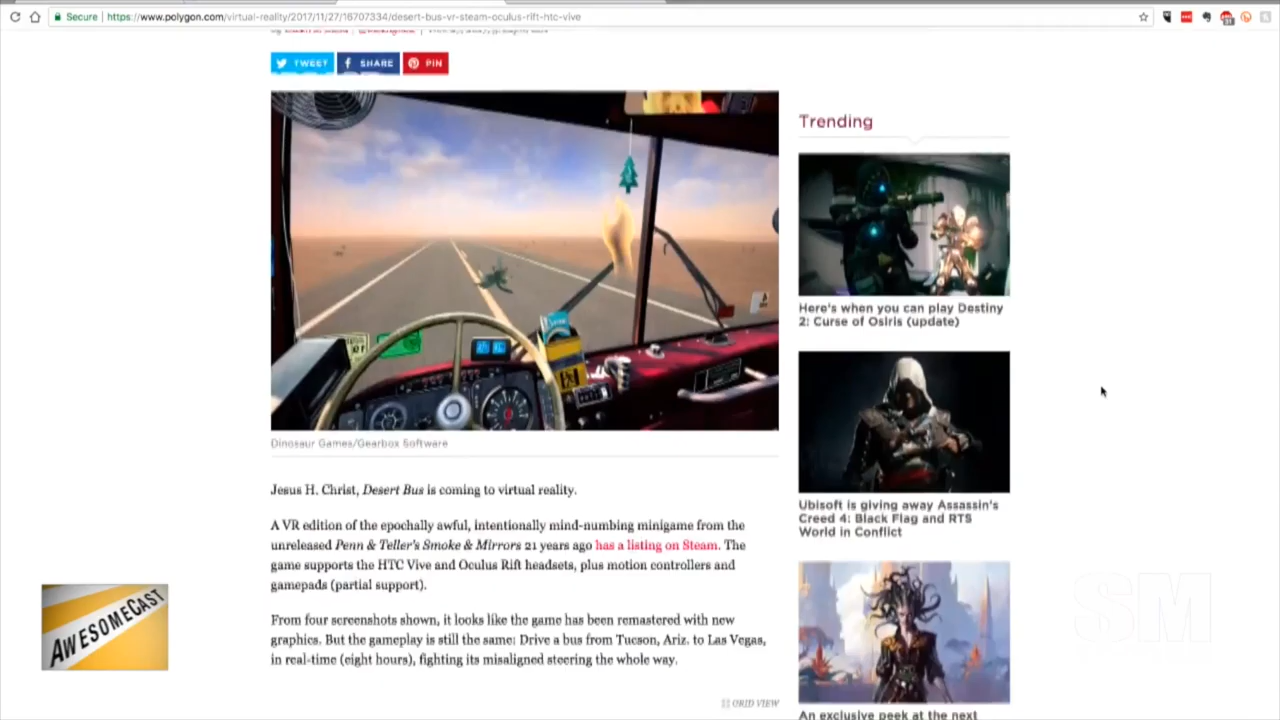 Secure | https://www.polygon.com/virtual-reality/2017/11/27/16707334/desert-bus-vr-steam-oculus-rift-htc-vive
TWEET SHARE PIN
Dinosaur Games/Gearbox Software
Jesus H. Christ, Desert Bus is coming to virtual reality.
A VR edition of the epochally awful, intentionally mind-numbing minigame from the
unreleased Penn & Teller's Smoke & Mirrors 21 years ago has a listing on Steam. The
game supports the HTC Vive and Oculus Rift headsets, plus motion controllers and
gamepads (partial support).
From four screenshots shown, it looks like the game has been remastered with new
graphics. But the gameplay is still the same: Drive a bus from Tucson, Ariz. to Las Vegas,
in real-time (eight hours), fighting its misaligned steering the whole way.
GRID VIEW
Trending
Here's when you can play Destiny
2: Curse of Osiris (update)
Ubisoft is giving away Assassin's
Creed 4: Black Flag and RTS
World in Conflict
An exclusive peek at the next
AWESOMECAST
SM